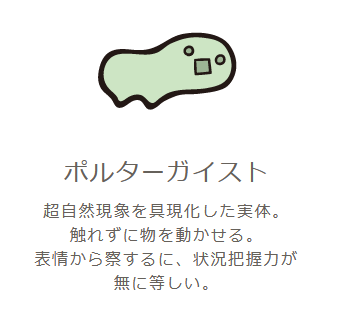 ポルターガイスト
超自然現象を具現化した実体。
触れずに物を動かせる。
表情から察するに、状況把握力が
無に等しい。